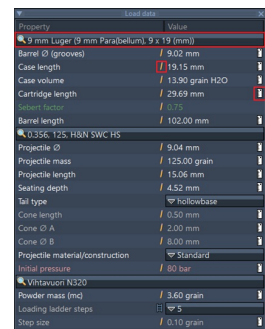 Load data
Property Value
9 mm Luger (9 mm Para(bellum), 9 x 19 (mm))
Barrel Ø (grooves) 9.02 mm
Case length 19.15 mm
Case volume 13.90 grain H2O
Cartridge length 29.69 mm
Sebert factor 0.75
Barrel length 102.00 mm
0.356, 125, H&N SWC HS
Projectile Ø 9.04 mm
Projectile mass 125.00 grain
Projectile length 15.06 mm
Seating depth 4.52 mm
Tail type hollowbase
Cone length 0.50 mm
Cone Ø A 2.00 mm
Cone Ø B 8.00 mm
Projectile material/construction Standard
Initial pressure 80 bar
Vihtavuori N320
Powder mass (mc) 3.60 grain
Loading ladder steps 5
Step size 0.10 grain